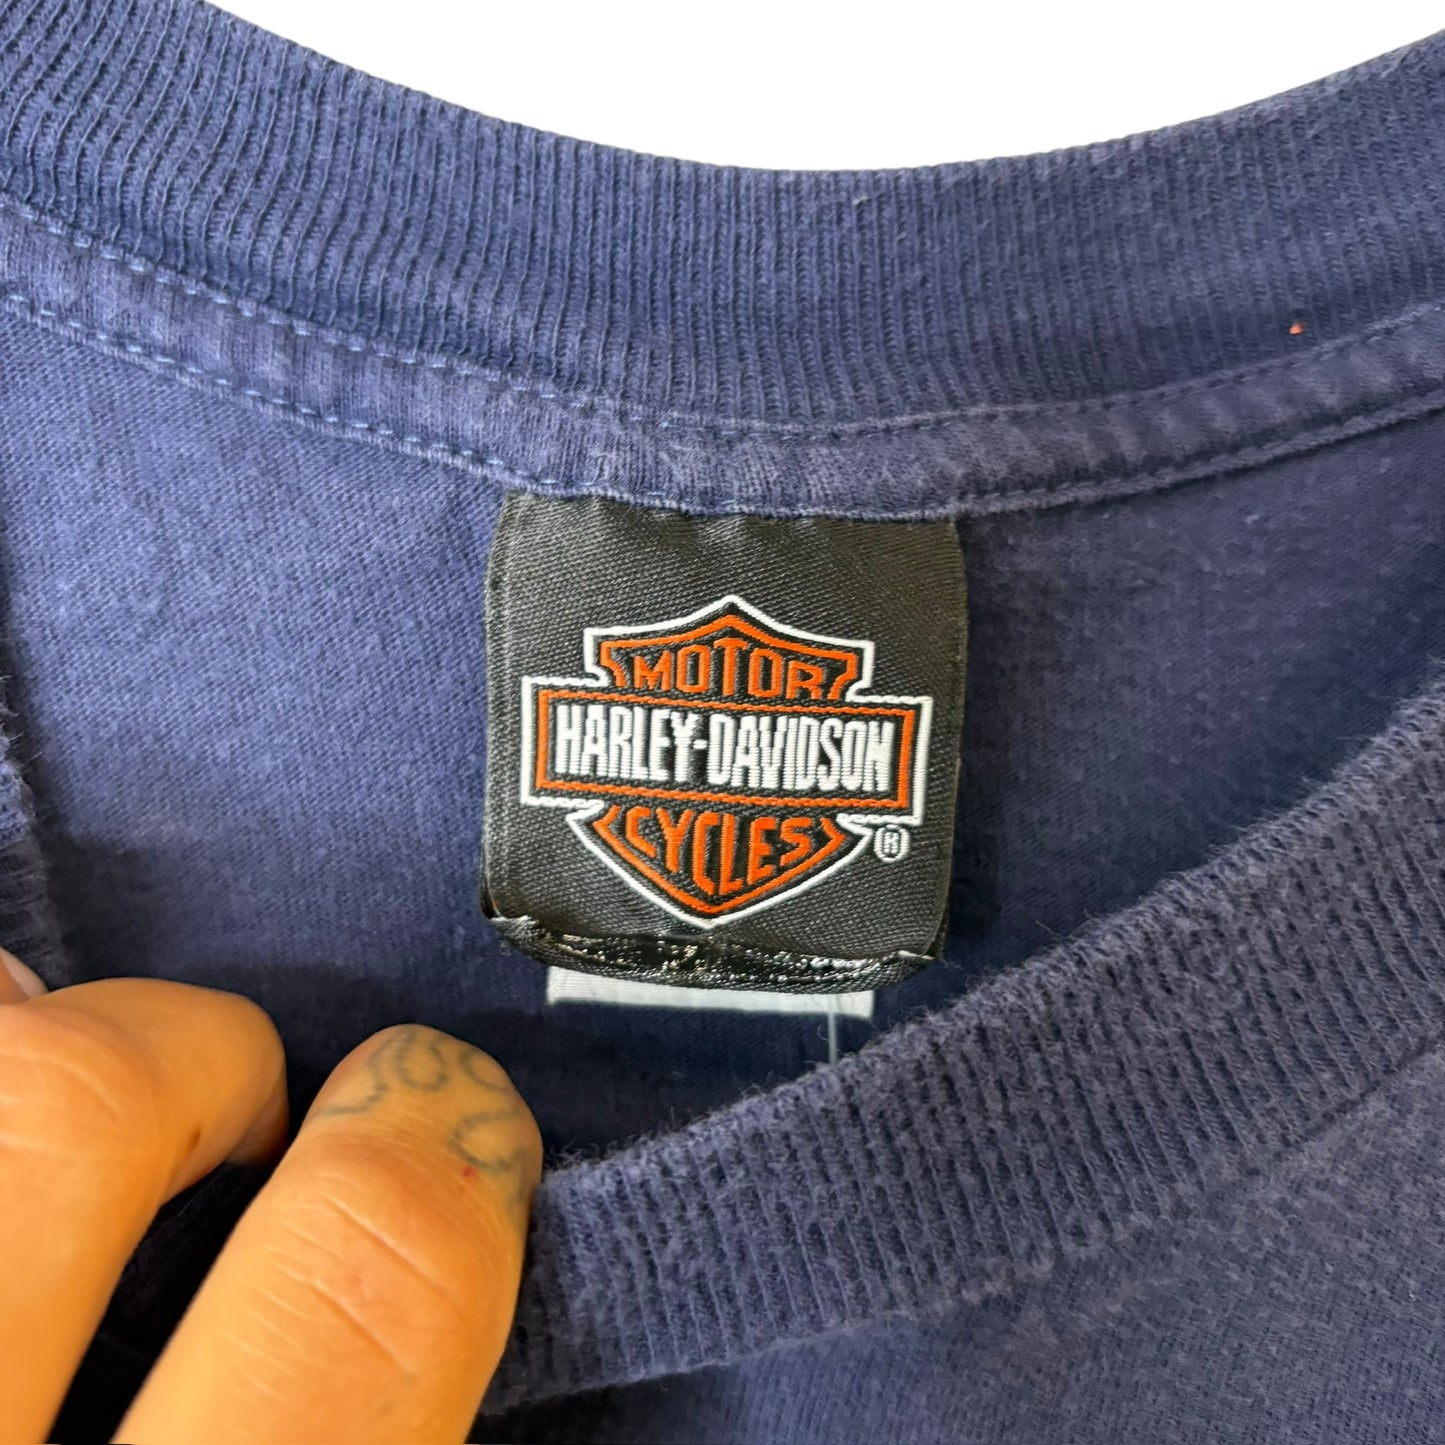 MOTOR
HARLEY-DAVIDSON
CYCLES
®